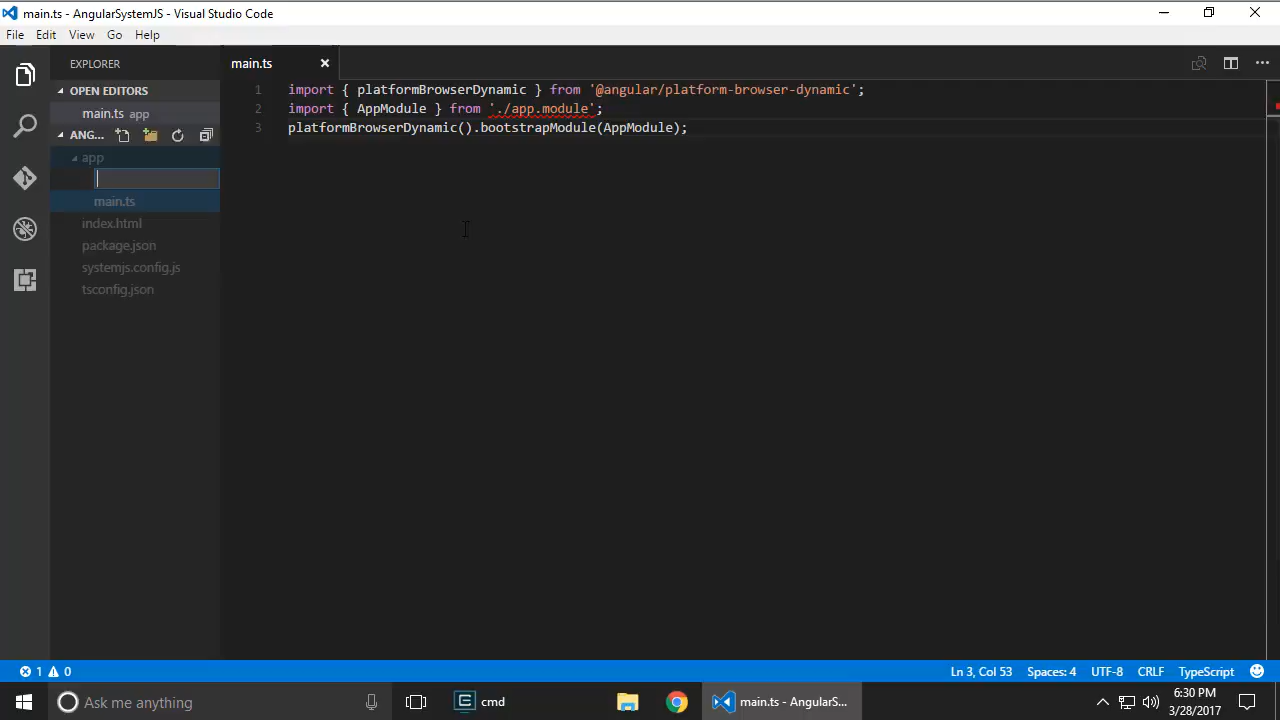 main.ts - AngularSystemJS - Visual Studio Code
File Edit View Go Help
EXPLORER
main.ts
OPEN EDITORS
main.ts app
ANG...
app
main.ts
index.html
package.json
systemjs.config.js
tsconfig.json
1 import { platformBrowserDynamic } from '@angular/platform-browser-dynamic';
2 import { AppModule } from './app.module';
3 platformBrowserDynamic().bootstrapModule(AppModule);
1 0
Ln 3, Col 53 Spaces: 4 UTF-8 CRLF TypeScript
Ask me anything
cmd
main.ts - AngularS...
6:30 PM
3/28/2017